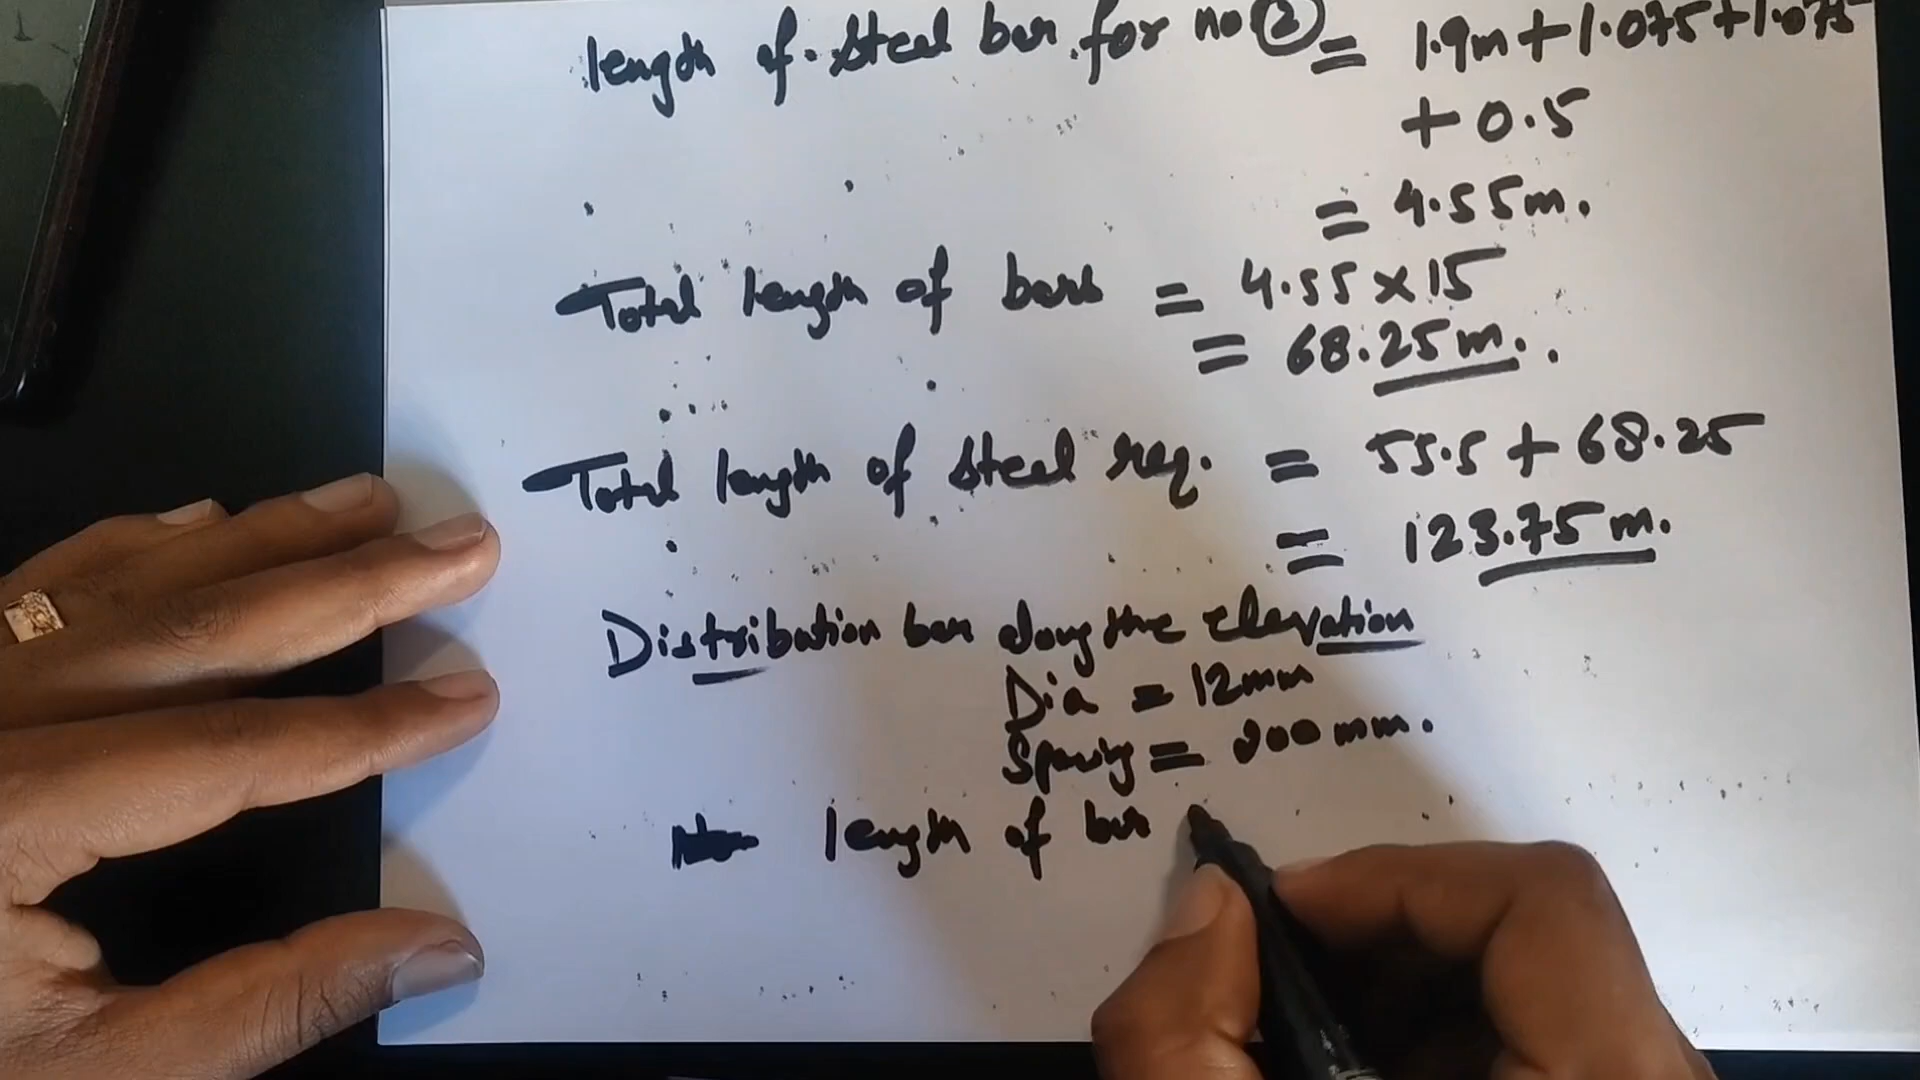 length of steel bar for no ② = 1.9m + 1.075 + 1.075
+ 0.5
= 4.55m.
Total length of bars = 4.55 × 15
= 68.25m.
Total length of steel req. = 55.5 + 68.25
= 123.75m.
Distribution bar along the elevation
Dia = 12mm
Spacing = 200mm.
length of bar